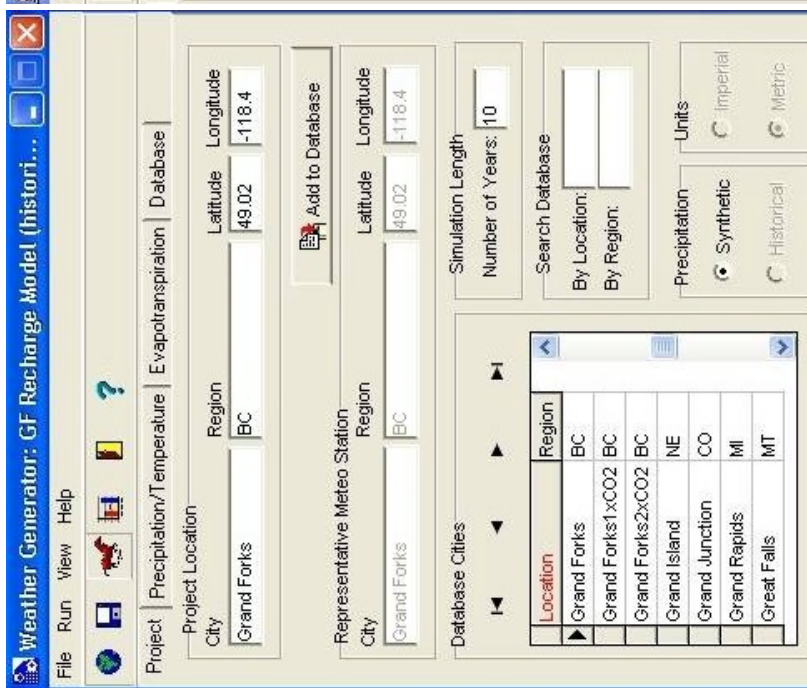 Weather Generator: GF Recharge Model (histori...
File Run View Help
Project Precipitation/Temperature Evapotranspiration Database
Project Location
City Region Latitude Longitude
Grand Forks BC 49.02 -118.4
Add to Database
Representative Meteo Station
City Region Latitude Longitude
Grand Forks BC 49.02 -118.4
Database Cities
Location Region
Grand Forks BC
Grand Forks1xCO2 BC
Grand Forks2xCO2 BC
Grand Island NE
Grand Junction CO
Grand Rapids MI
Great Falls MT
Simulation Length
Number of Years: 10
Search Database
By Location:
By Region:
Precipitation
Synthetic
Historical
Units
Imperial
Metric